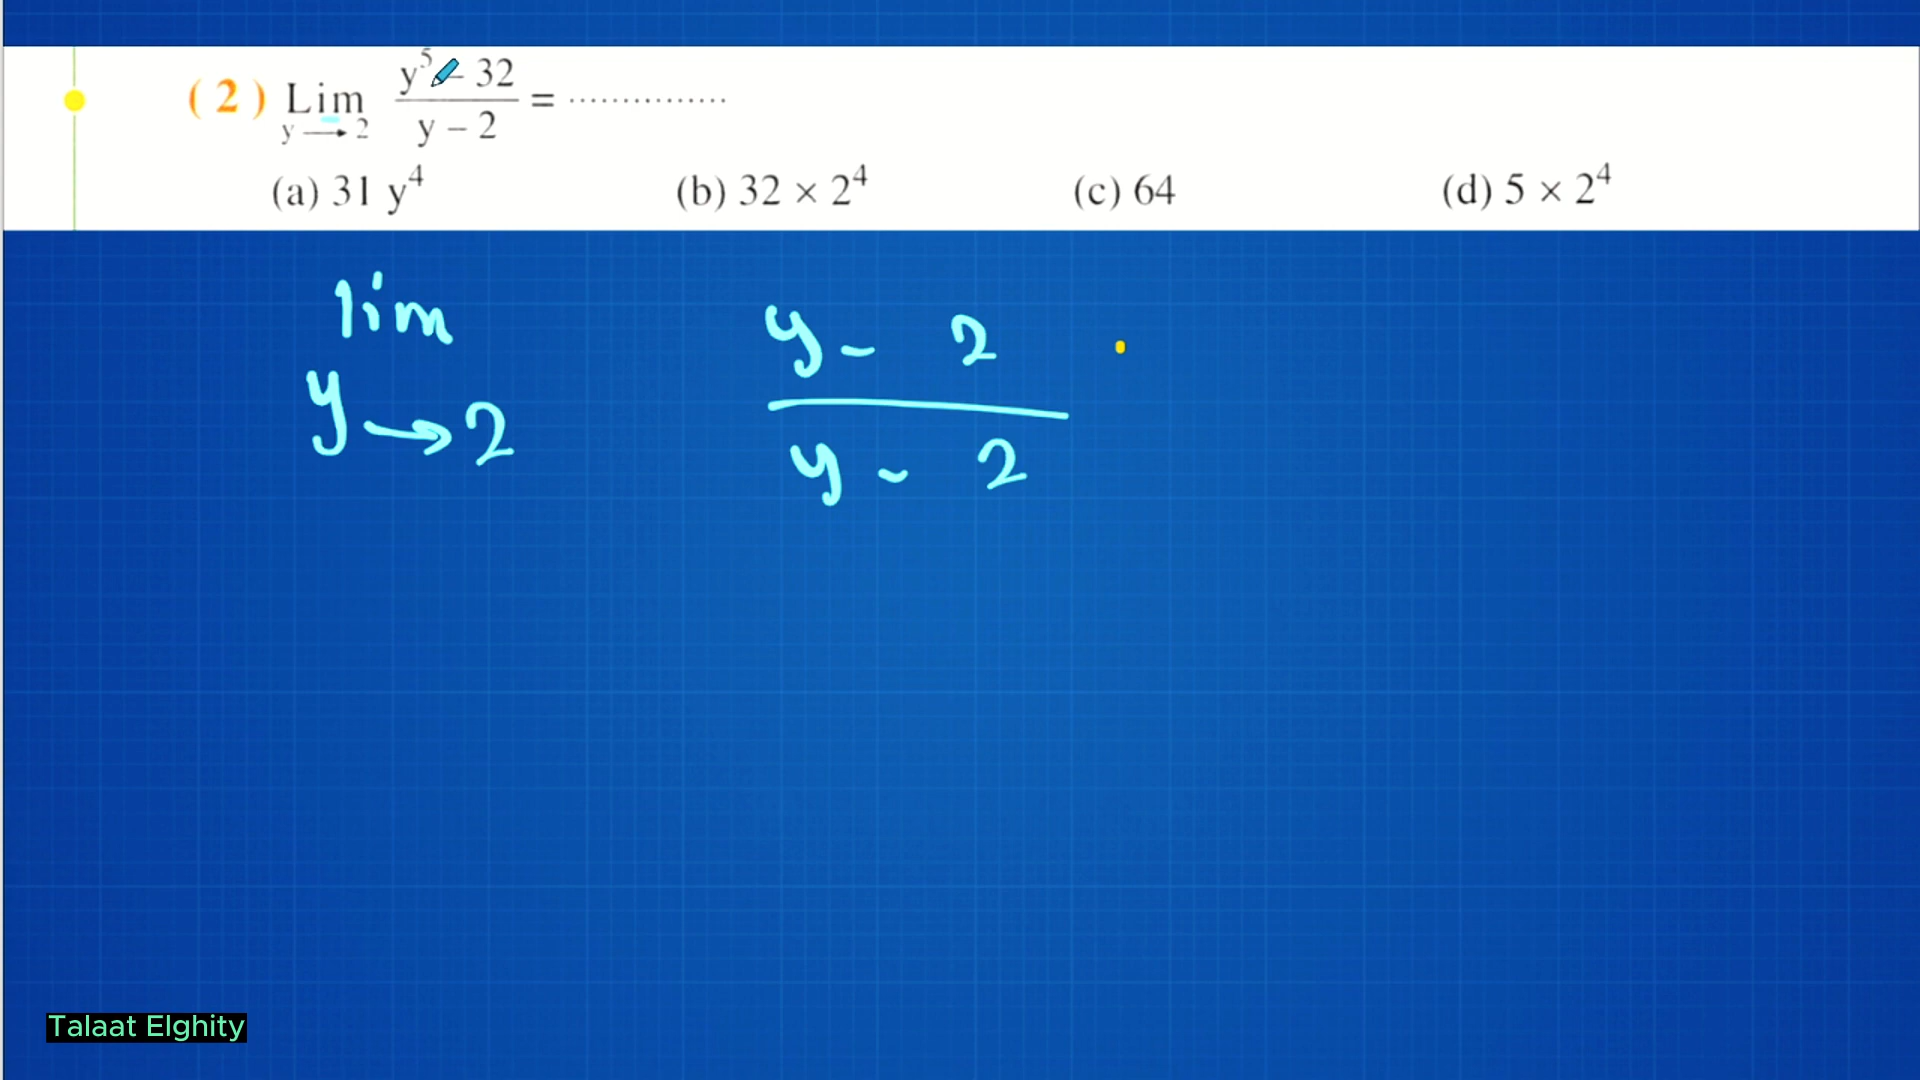 (2) Lim y⟶2 y⁵ – 32 / y – 2 = ...............
(a) 31 y⁴ (b) 32 × 2⁴ (c) 64 (d) 5 × 2⁴
lim y→2 y - 2 / y - 2
Talaat Elghity